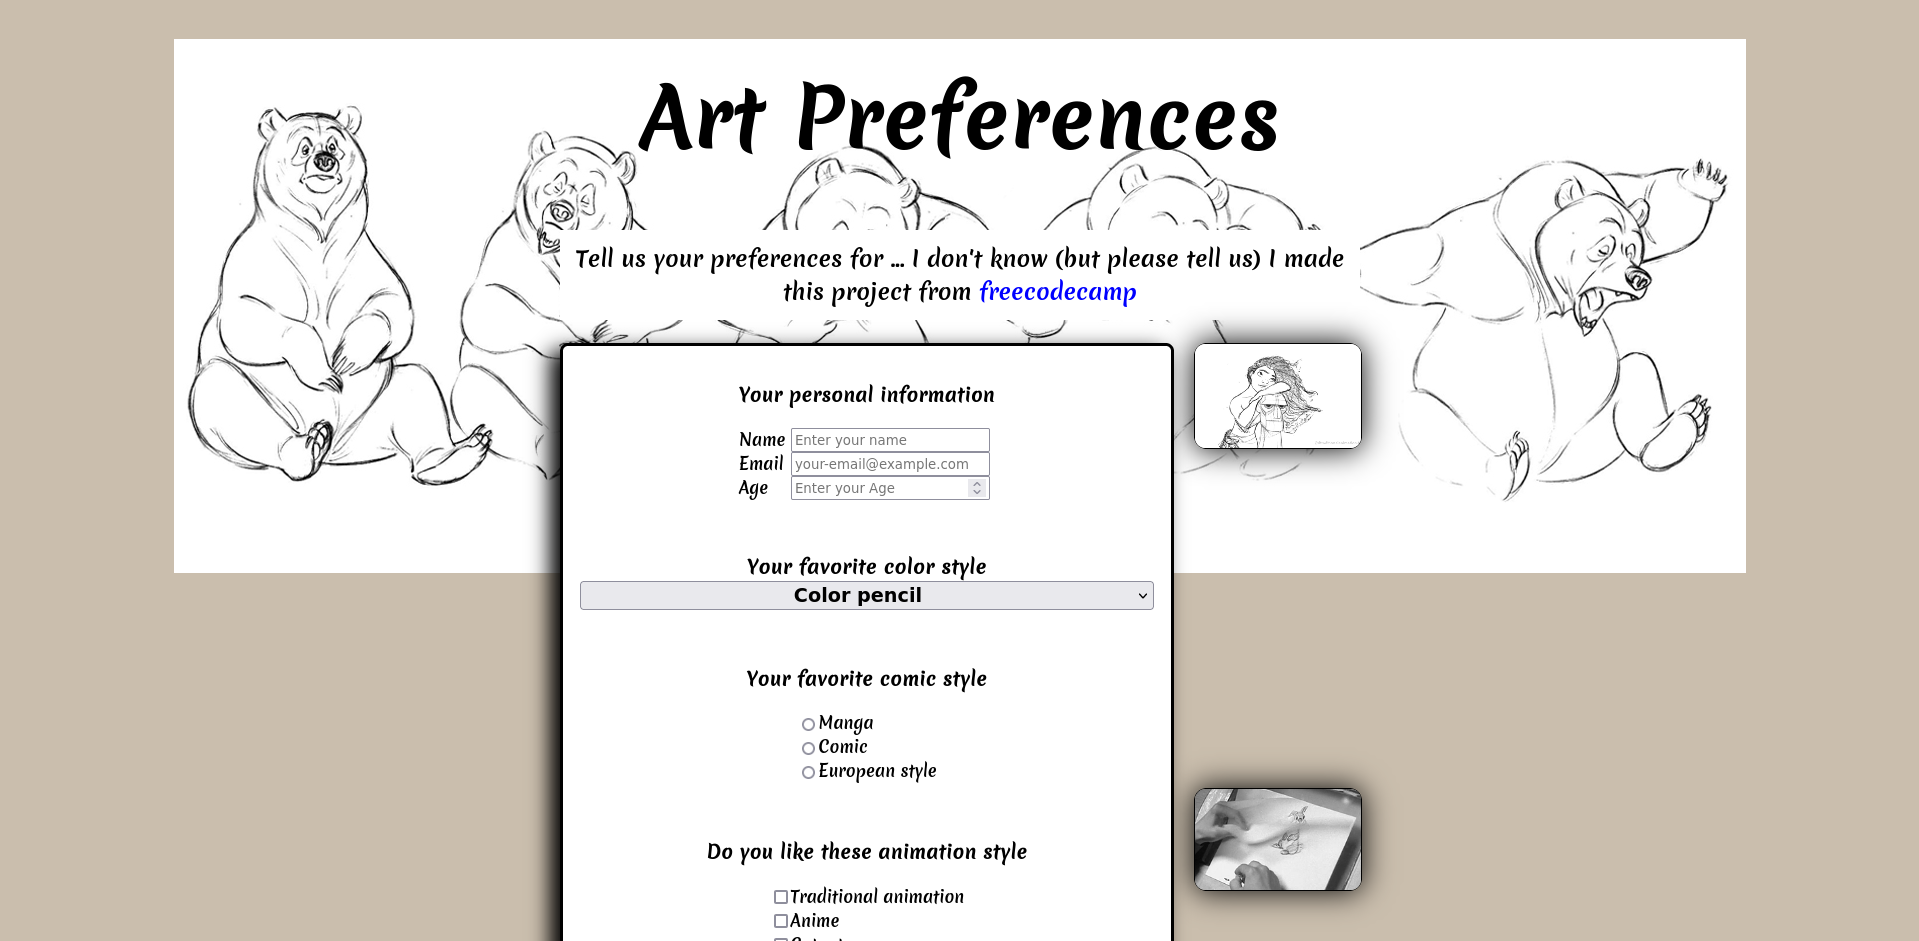 Art Preferences
Tell us your preferences for ... I don't know (but please tell us) I made
this project from freecodecamp
Your personal information
Name Enter your name
Email your-email@example.com
Age Enter your Age
Your favorite color style
Color pencil
Your favorite comic style
Manga
Comic
European style
Do you like these animation style
Traditional animation
Anime